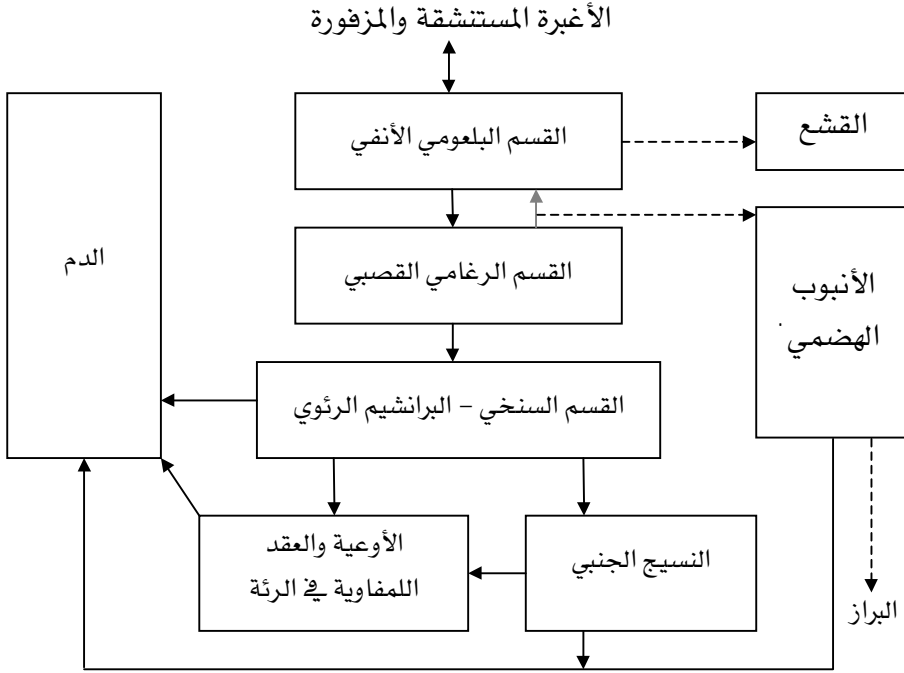 الأغبرة المستنشقة والمزفورة
القسم البلعومي الأنفي
القشع
الدم
القسم الرغامي القصبي
الأنبوب
الهضمي
القسم السنخي – البرانشيم الرئوي
الأوعية والعقد
اللمفاوية في الرئة
النسيج الجنبي
البراز